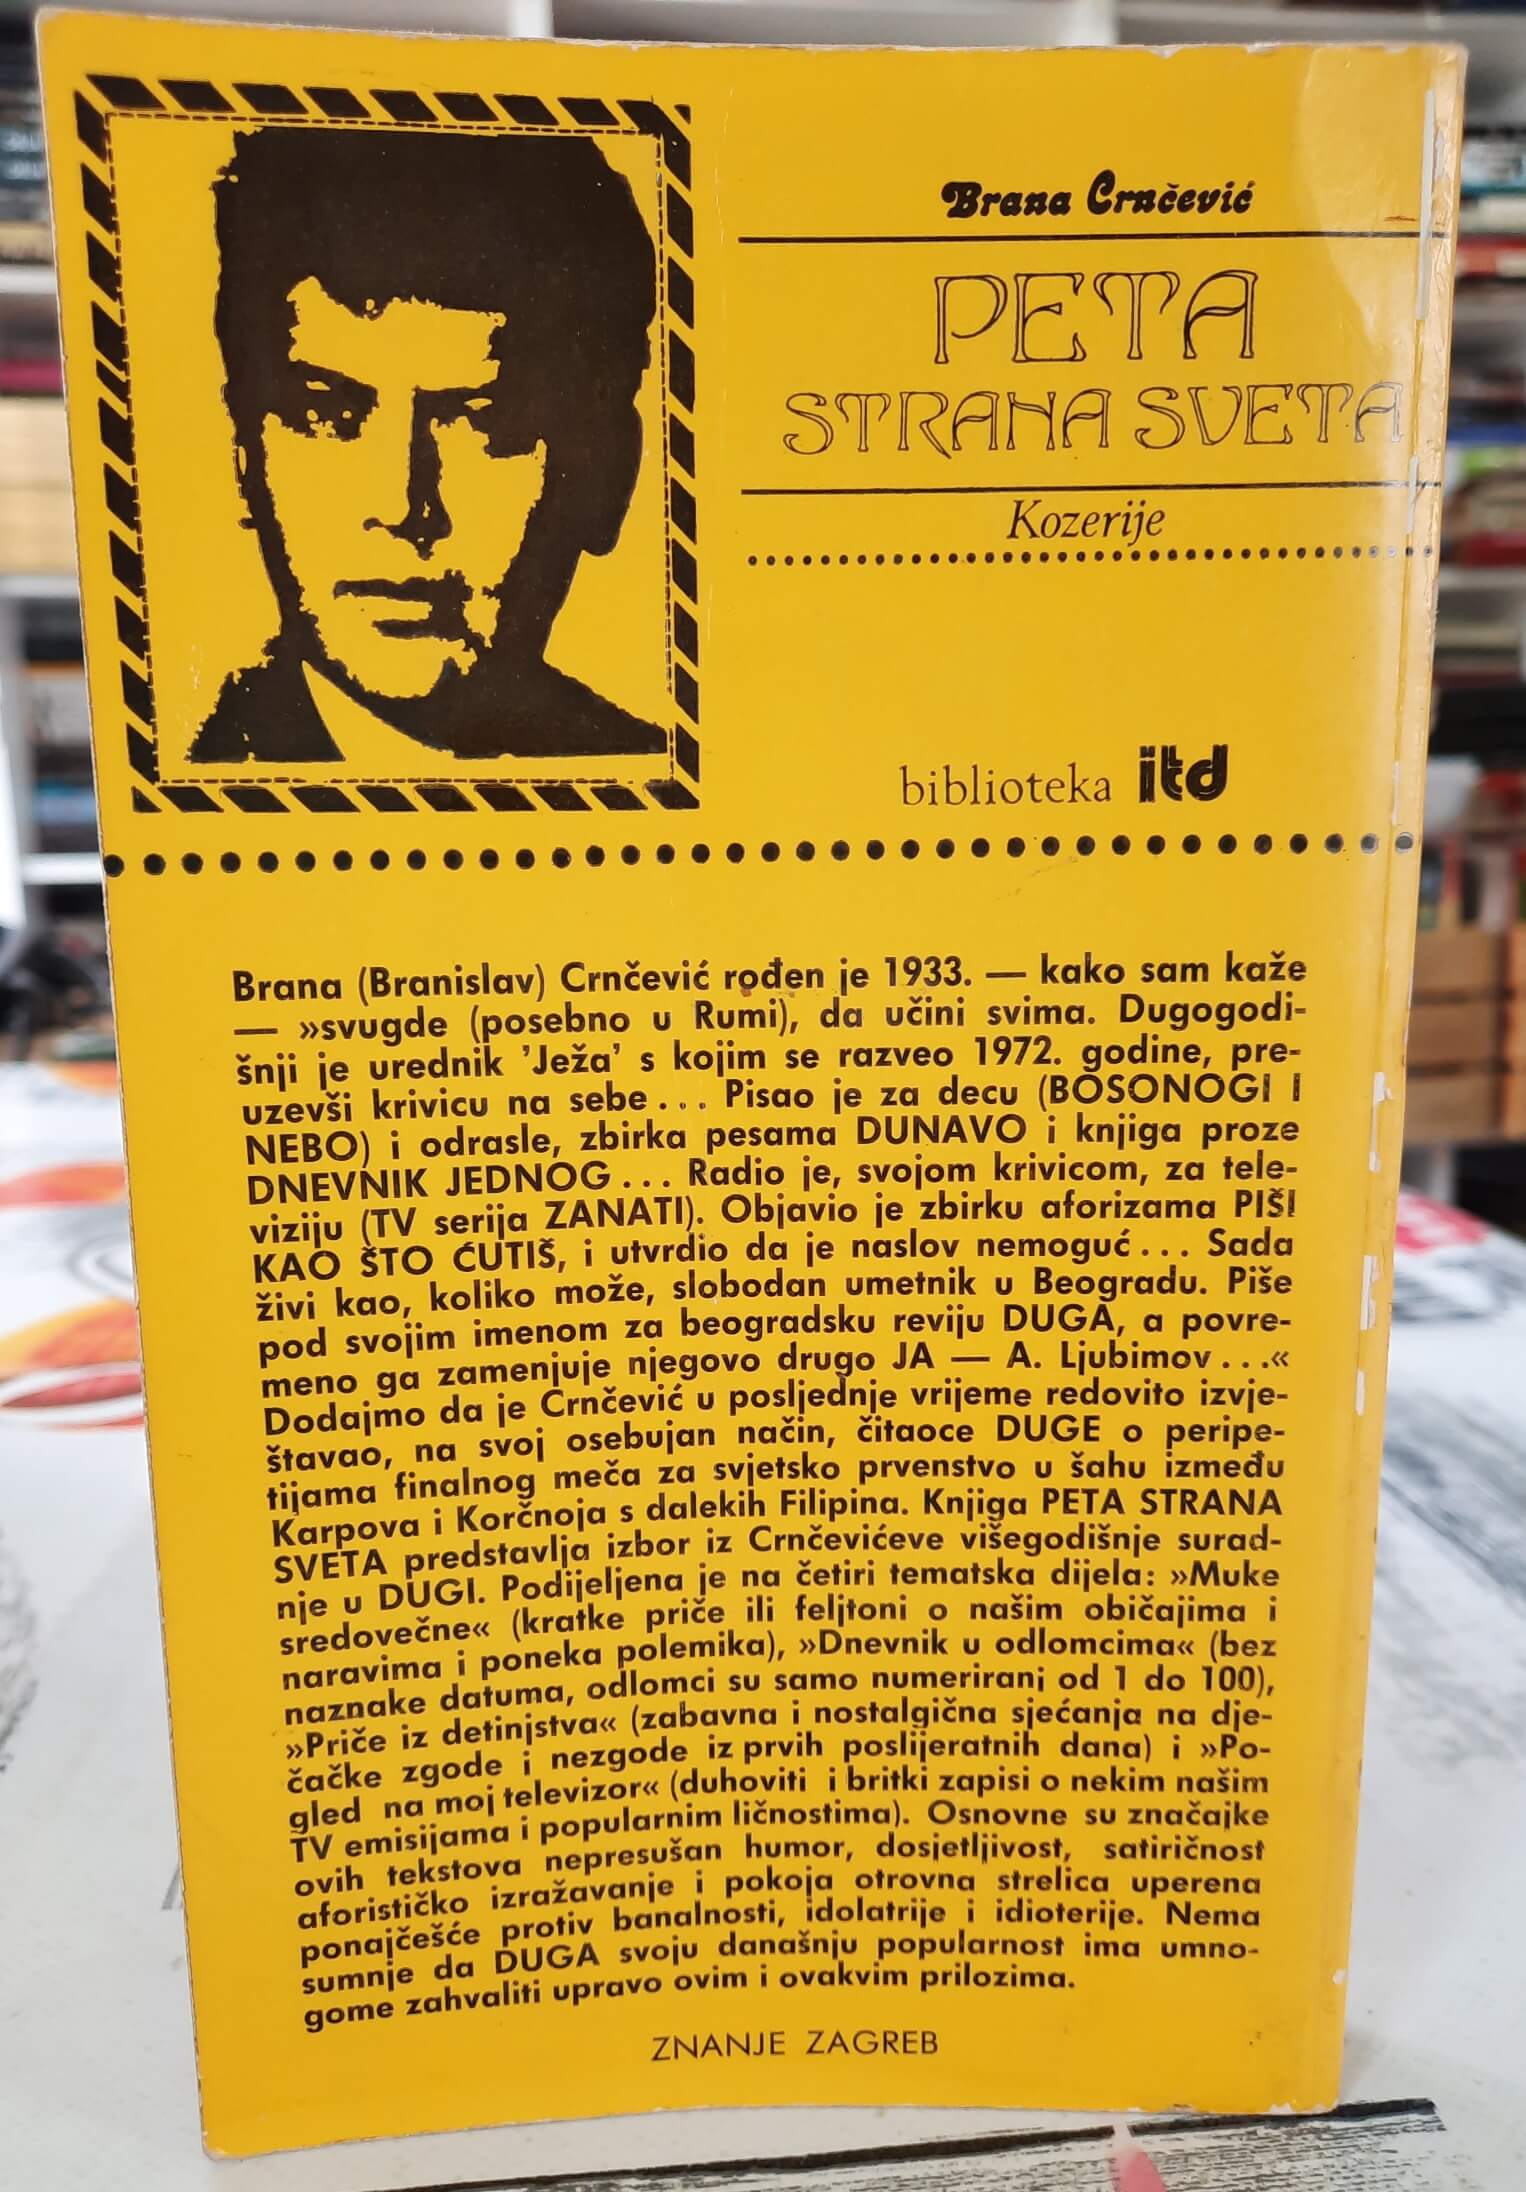 Brana Crnčević
PETA
STRANA SVETA
Kozerije
biblioteka itd
Brana (Branislav) Crnčević rođen je 1933. — kako sam kaže
— »svugde (posebno u Rumi), da učini svima. Dugogodi-
šnji je urednik 'Ježa' s kojim se razveo 1972. godine, pre-
uzevši krivicu na sebe... Pisao je za decu (BOSONOGI I
NEBO) i odrasle, zbirka pesama DUNAVO i knjiga proze
DNEVNIK JEDNOG... Radio je, svojom krivicom, za tele-
viziju (TV serija ZANATI). Objavio je zbirku aforizama PIŠI
KAO ŠTO ĆUTIŠ, i utvrdio da je naslov nemoguć... Sada
živi kao, koliko može, slobodan umetnik u Beogradu. Piše
pod svojim imenom za beogradsku reviju DUGA, a povre-
meno ga zamenjuje njegovo drugo JA — A. Ljubimov...«
Dodajmo da je Crnčević u posljednje vrijeme redovito izvje-
štavao, na svoj osebujan način, čitaoce DUGE o peripe-
tijama finalnog meča za svjetsko prvenstvo u šahu između
Karpova i Korčnoja s dalekih Filipina. Knjiga PETA STRANA
SVETA predstavlja izbor iz Crnčevićeve višegodišnje surad-
nje u DUGI. Podijeljena je na četiri tematska dijela: »Muke
sredovečne« (kratke priče ili feljtoni o našim običajima i
naravima i poneka polemika), »Dnevnik u odlomcima« (bez
naznake datuma, odlomci su samo numerirani od 1 do 100),
»Priče iz detinjstva« (zabavna i nostalgična sjećanja na dje-
čačke zgode i nezgode iz prvih poslijeratnih dana) i »Po-
gled na moj televizor« (duhoviti i britki zapisi o nekim našim
TV emisijama i popularnim ličnostima). Osnovne su značajke
ovih tekstova nepresušan humor, dosjetljivost, satiričnost
aforističko izražavanje i pokoja otrovna strelica uperena
ponajčešće protiv banalnosti, idolatrije i idioterije. Nema
sumnje da DUGA svoju današnju popularnost ima umno-
gome zahvaliti upravo ovim i ovakvim prilozima.
ZNANJE ZAGREB